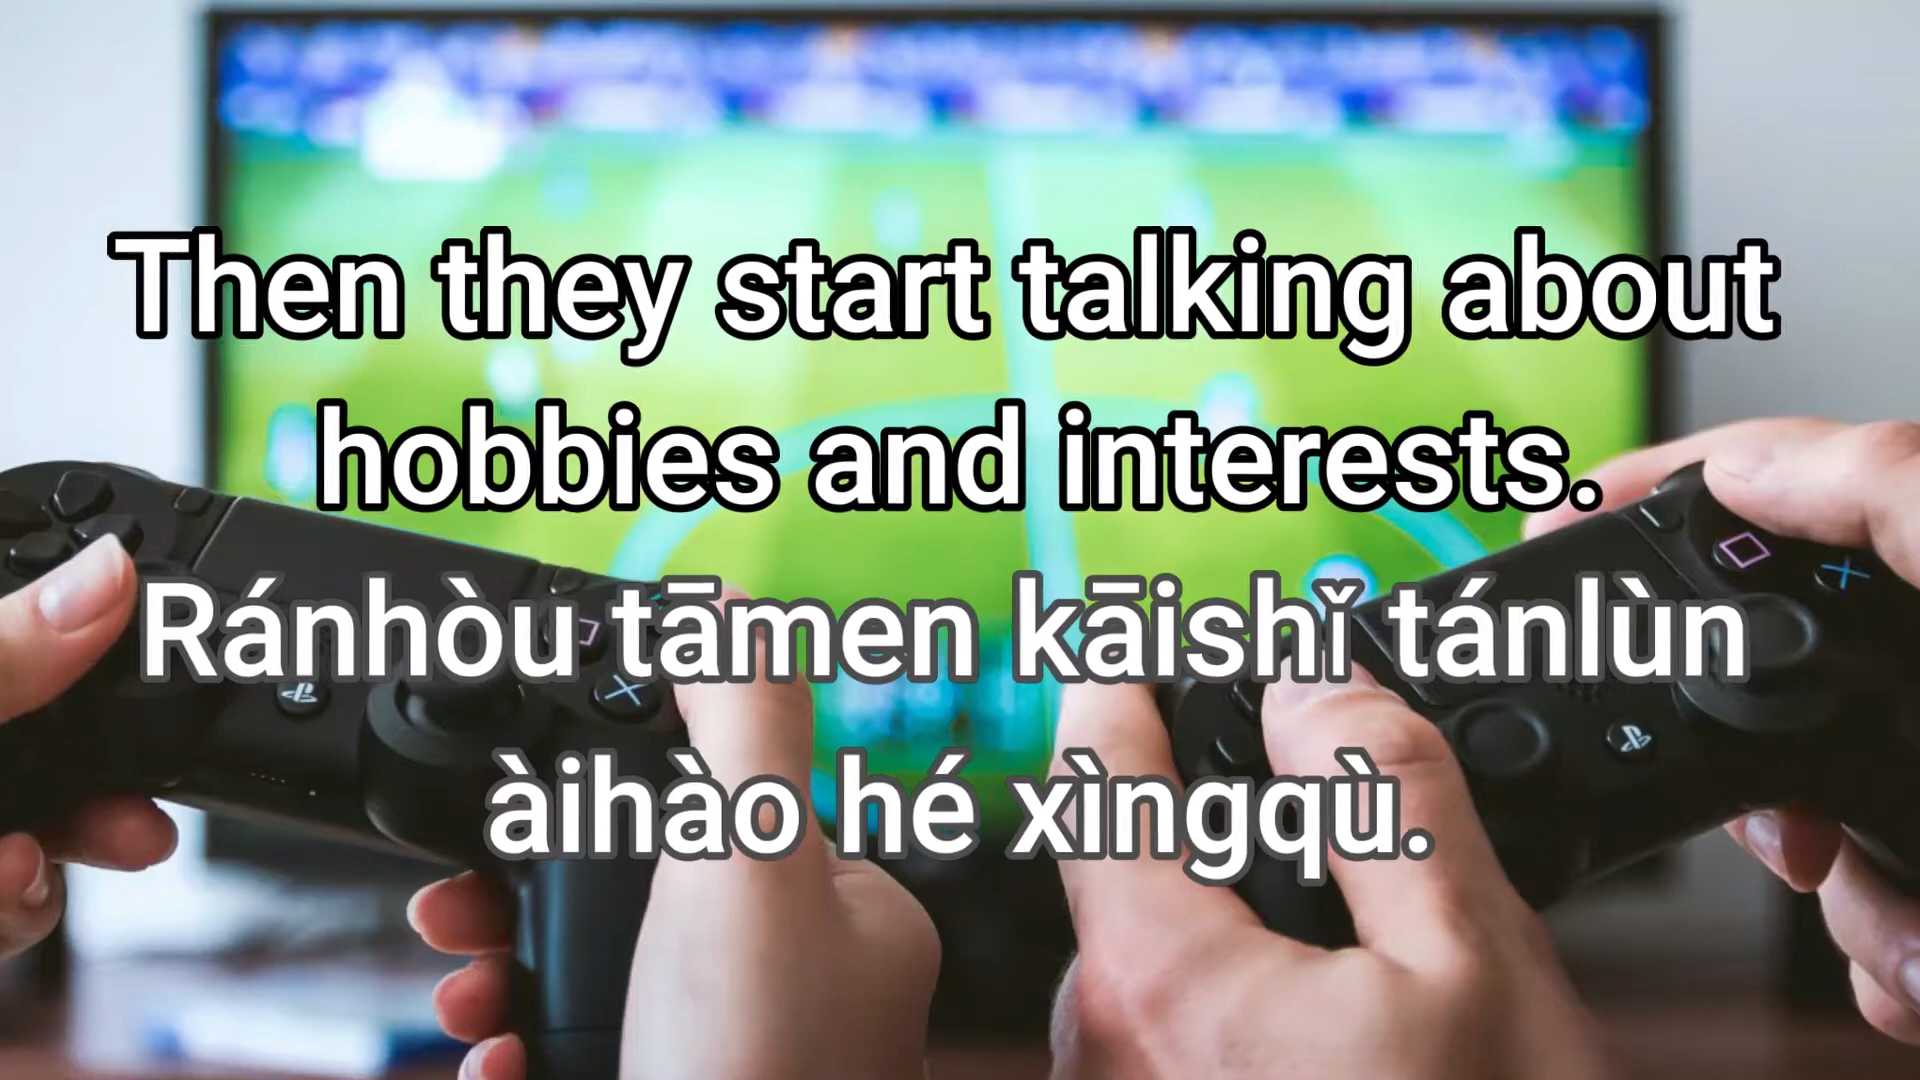 Then they start talking about
hobbies and interests.
Ránhòu tāmen kāishǐ tánlùn
àihào hé xìngqù.